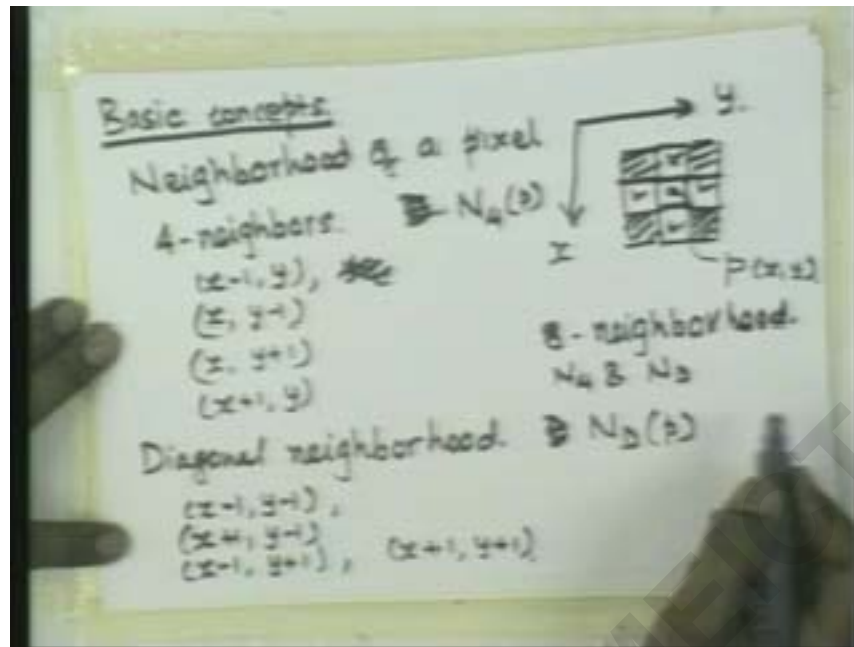 Basic concepts
Neighborhood of a pixel
y
x
P(x,y)
4-neighbors. N4(p)
(x-1, y),
(x, y-1)
(x, y+1)
(x+1, y)
8-neighborhood.
N4 & ND
Diagonal neighborhood. ND(p)
(x-1, y-1),
(x+1, y-1)
(x-1, y+1), (x+1, y+1)